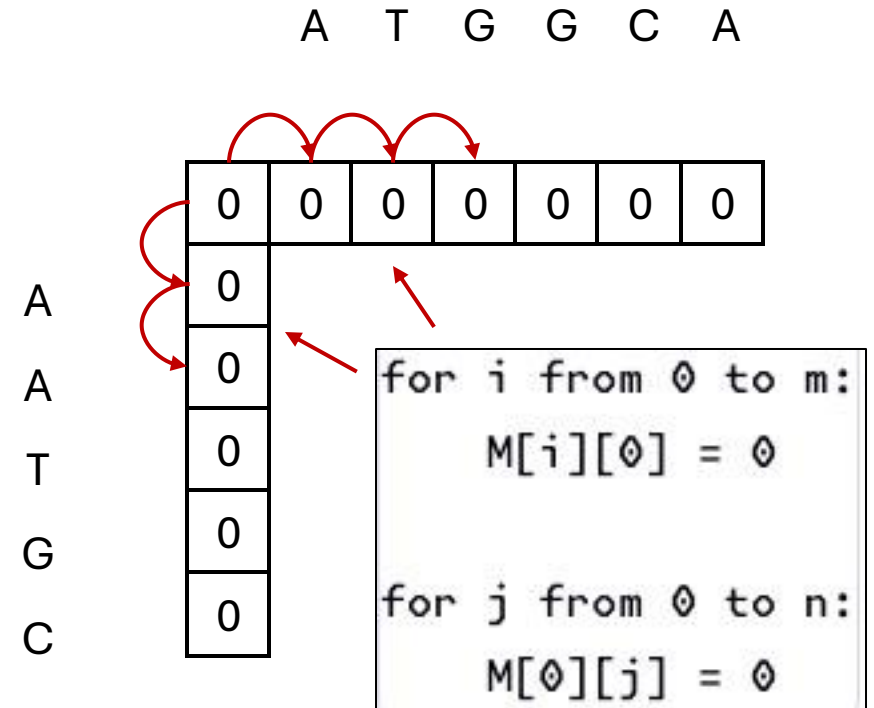 A T G G C A
0 0 0 0 0 0 0
0
A
0
A
0
T
0
G
0
C
for i from 0 to m:
M[i][0] = 0
for j from 0 to n:
M[0][j] = 0